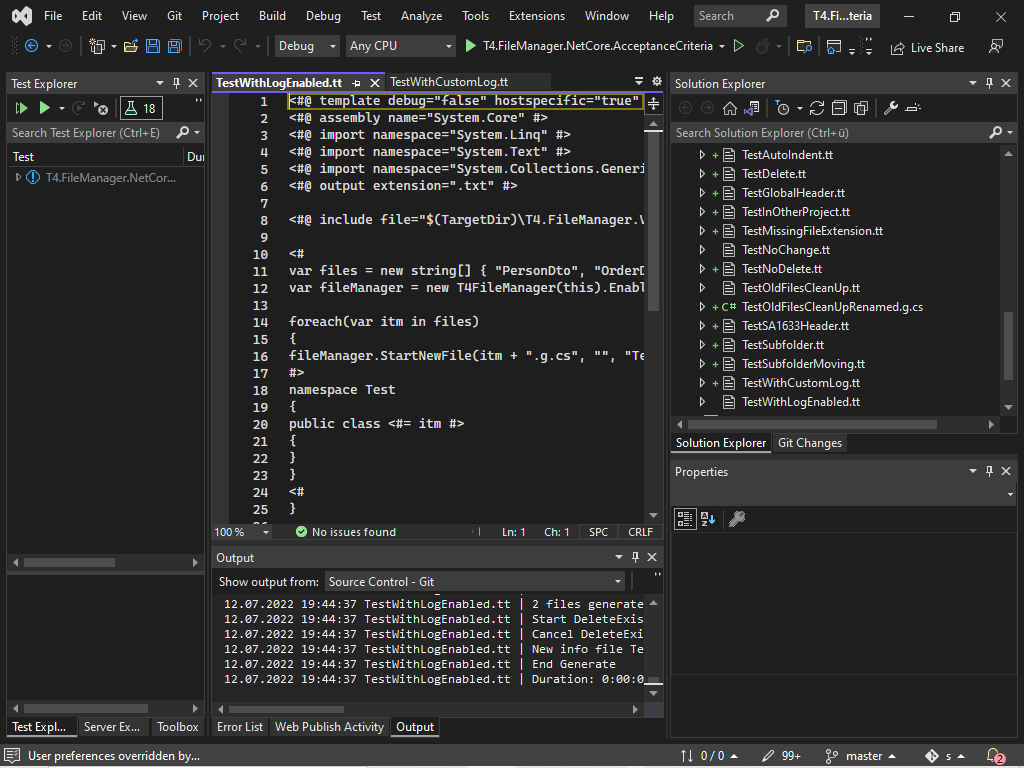 File Edit View Git Project Build Debug Test Analyze Tools Extensions Window Help Search T4.Fi...teria
Debug Any CPU T4.FileManager.NetCore.AcceptanceCriteria Live Share
Test Explorer
18
Search Test Explorer (Ctrl+E)
Test Dur
T4.FileManager.NetCor...
TestWithLogEnabled.tt TestWithCustomLog.tt
1 <#@ template debug="false" hostspecific="true"
2 <#@ assembly name="System.Core" #>
3 <#@ import namespace="System.Linq" #>
4 <#@ import namespace="System.Text" #>
5 <#@ import namespace="System.Collections.Generi
6 <#@ output extension=".txt" #>
7
8 <#@ include file="$(TargetDir)\T4.FileManager.V
9
10 <#
11 var files = new string[] { "PersonDto", "OrderD
12 var fileManager = new T4FileManager(this).Enabl
13
14 foreach(var itm in files)
15 {
16 fileManager.StartNewFile(itm + ".g.cs", "", "Te
17 #>
18 namespace Test
19 {
20 public class <#= itm #>
21 {
22 }
23 }
24 <#
25 }
100 % No issues found Ln: 1 Ch: 1 SPC CRLF
Output
Show output from: Source Control - Git
12.07.2022 19:44:37 TestWithLogEnabled.tt | 2 files generate
12.07.2022 19:44:37 TestWithLogEnabled.tt | Start DeleteExis
12.07.2022 19:44:37 TestWithLogEnabled.tt | Cancel DeleteExi
12.07.2022 19:44:37 TestWithLogEnabled.tt | New info file Te
12.07.2022 19:44:37 TestWithLogEnabled.tt | End Generate
12.07.2022 19:44:37 TestWithLogEnabled.tt | Duration: 0:00:0
Solution Explorer
Search Solution Explorer (Ctrl+ü)
TestAutoIndent.tt
TestDelete.tt
TestGlobalHeader.tt
TestInOtherProject.tt
TestMissingFileExtension.tt
TestNoChange.tt
TestNoDelete.tt
TestOldFilesCleanUp.tt
C# TestOldFilesCleanUpRenamed.g.cs
TestSA1633Header.tt
TestSubfolder.tt
TestSubfolderMoving.tt
TestWithCustomLog.tt
TestWithLogEnabled.tt
Solution Explorer Git Changes
Properties
Test Expl... Server Ex... Toolbox Error List Web Publish Activity Output
User preferences overridden by... 0 / 0 99+ master s 2